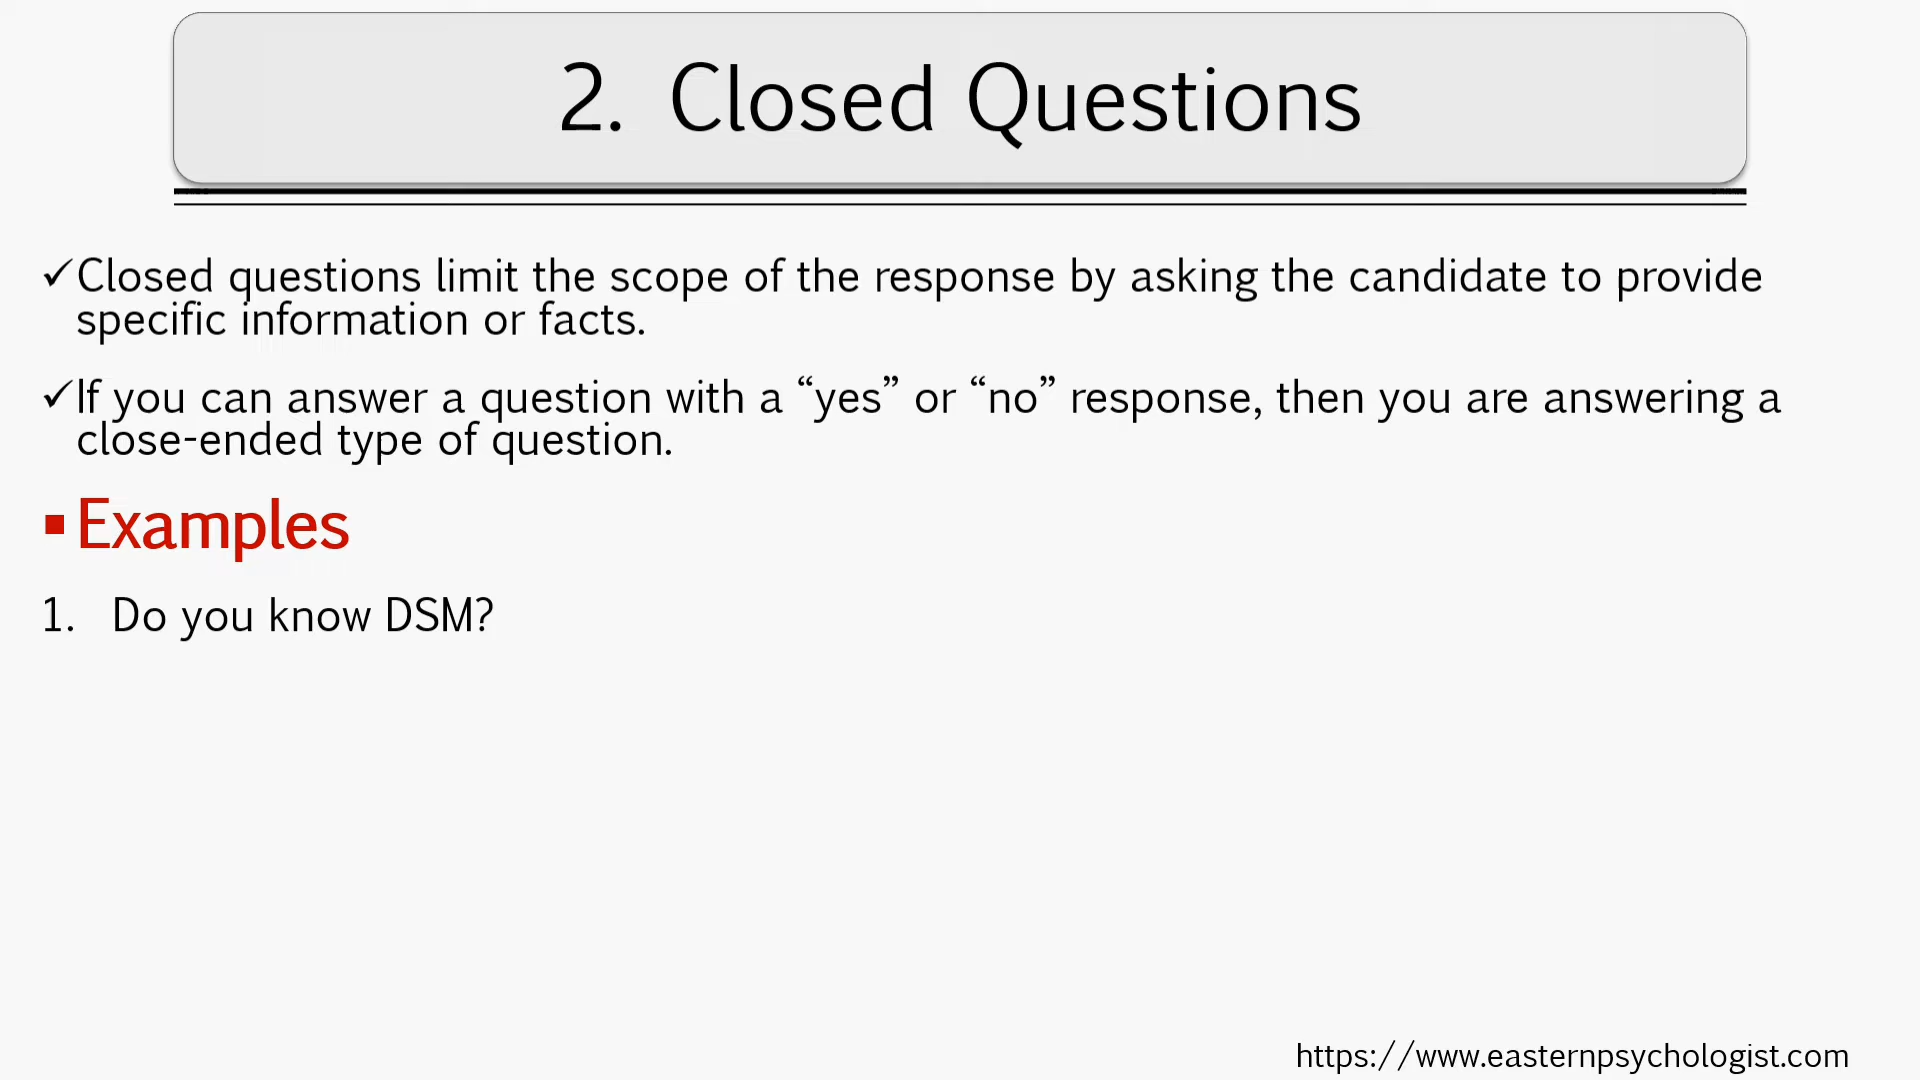 2. Closed Questions
✓Closed questions limit the scope of the response by asking the candidate to provide
specific information or facts.
✓If you can answer a question with a “yes” or “no” response, then you are answering a
close-ended type of question.
▪Examples
1. Do you know DSM?
https://www.easternpsychologist.com